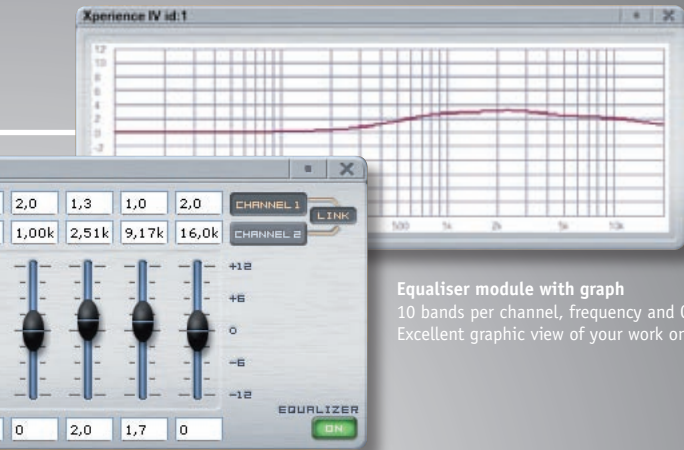 Xperience IV id:1
12
10
8
6
4
2
0
-2
500 1k 2k 5k 10k
2,0 1,3 1,0 2,0 CHANNEL 1
LINK
1,00k 2,51k 9,17k 16,0k CHANNEL 2
+12
+6
0
-6
-12
EQUALIZER
0 2,0 1,7 0 ON
Equaliser module with graph
10 bands per channel, frequency and
Excellent graphic view of your work